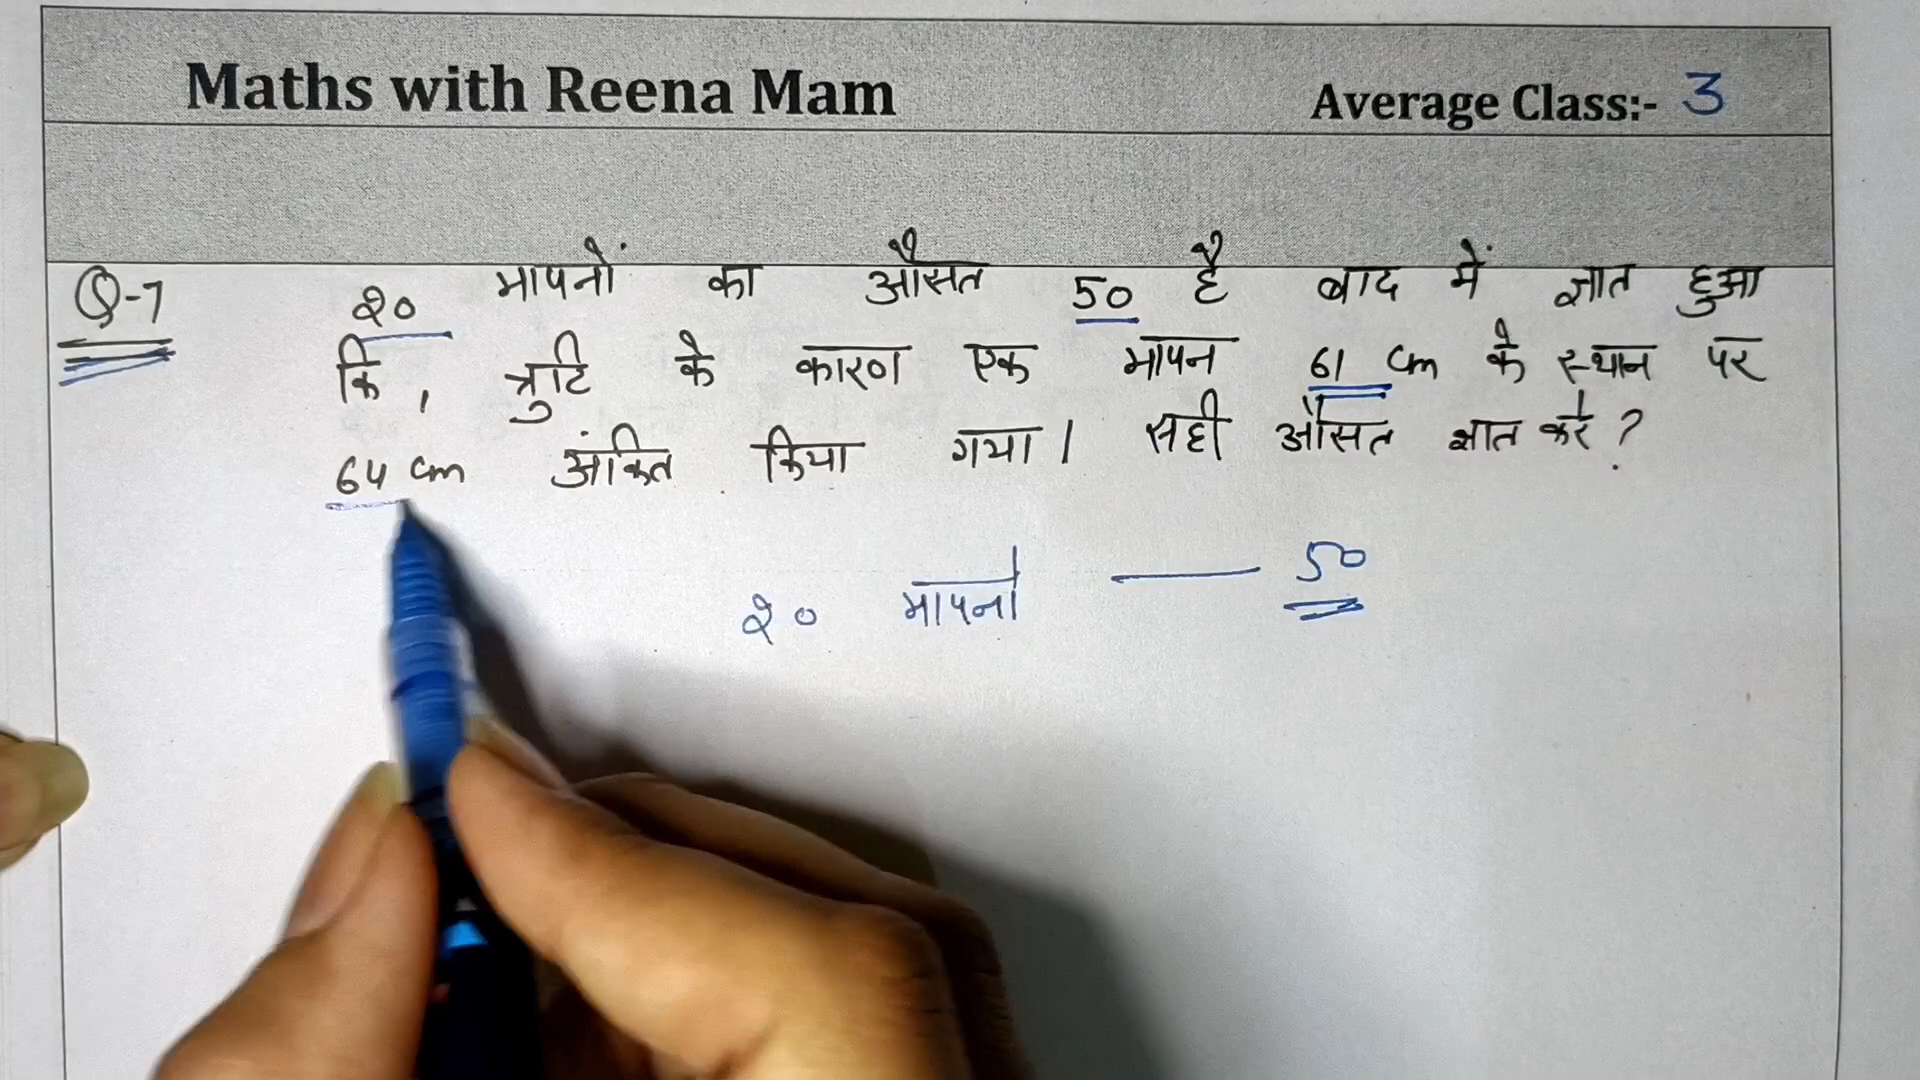 Maths with Reena Mam
Average Class:- 3
Q-7 20 मापनों का औसत 50 है बाद में ज्ञात हुआ
कि, त्रुटि के कारण एक मापन 61 cm के स्थान पर
64 cm अंकित किया गया। सही औसत ज्ञात करे?
20 मापनो — 50